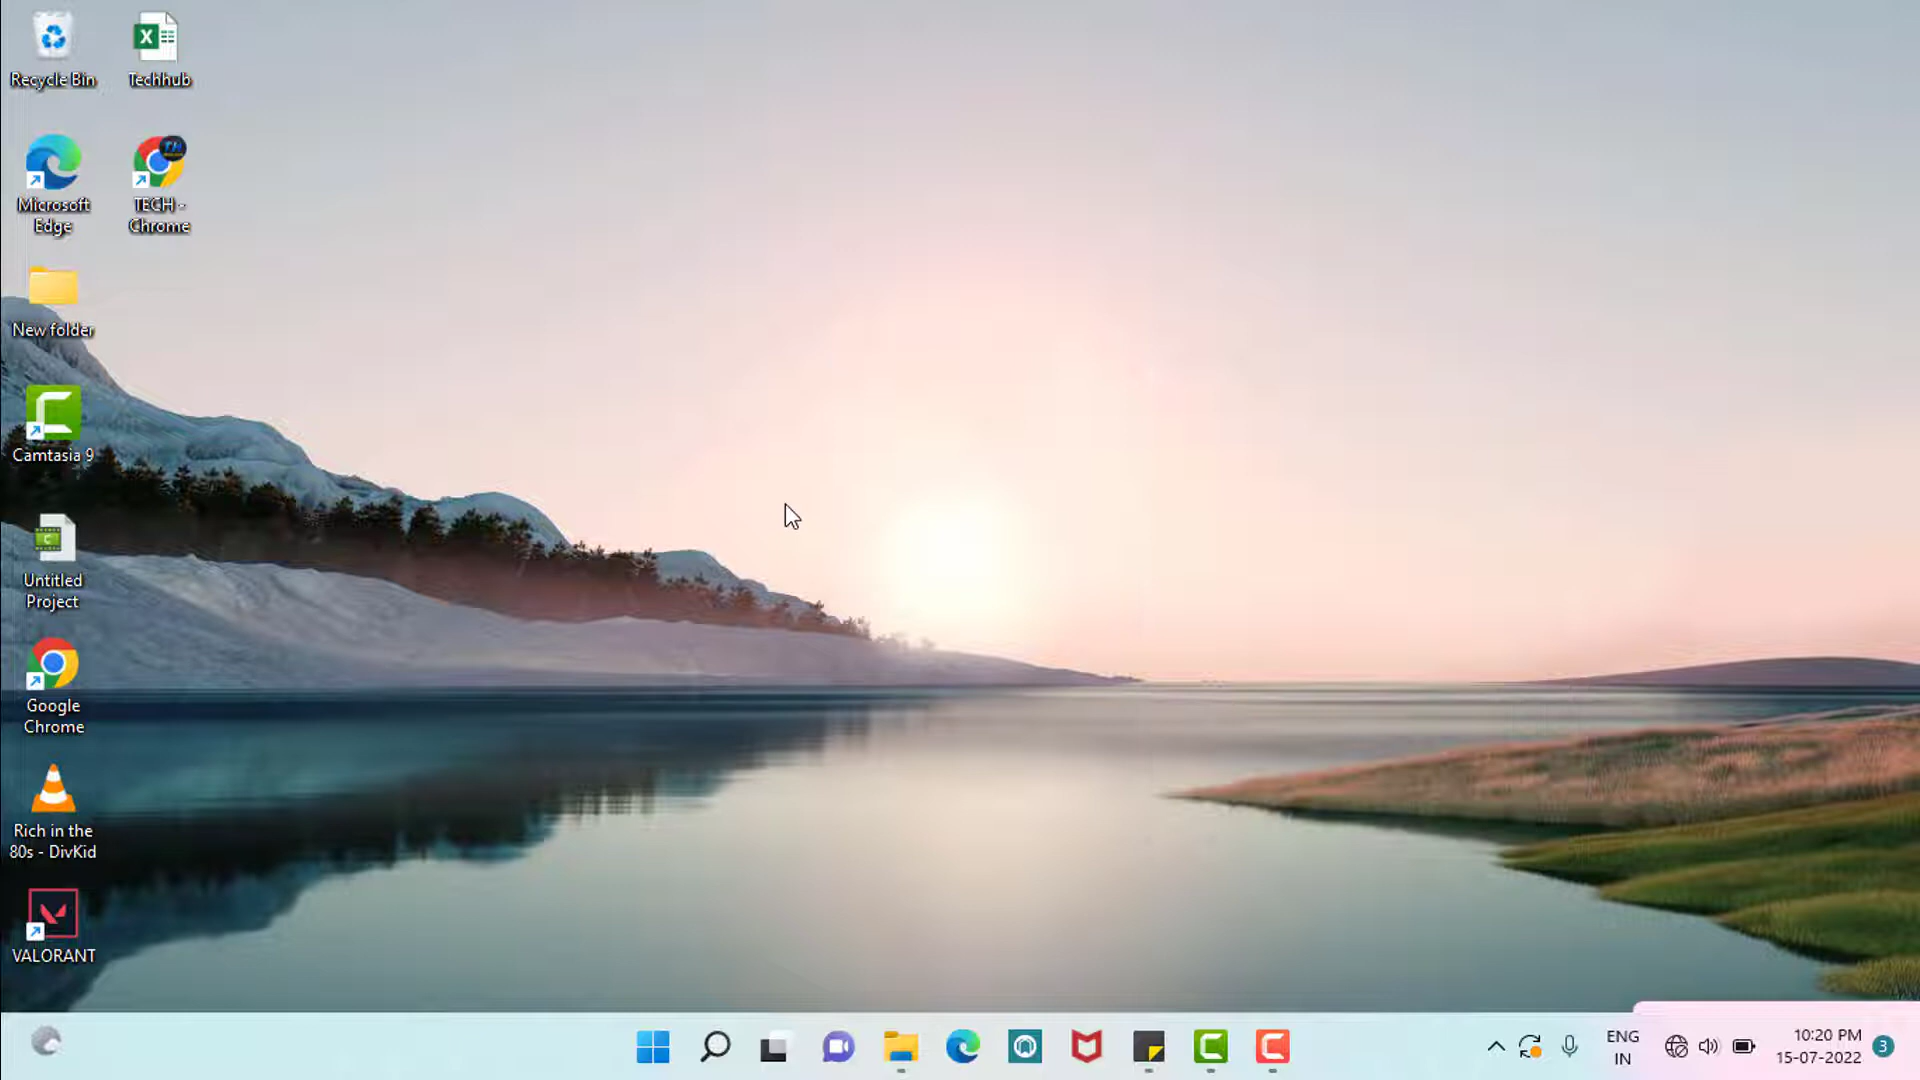 Recycle Bin
Techhub
Microsoft
Edge
TECH -
Chrome
New folder
Camtasia 9
Untitled
Project
Google
Chrome
Rich in the
80s - DivKid
VALORANT
ENG
IN
10:20 PM
15-07-2022
3